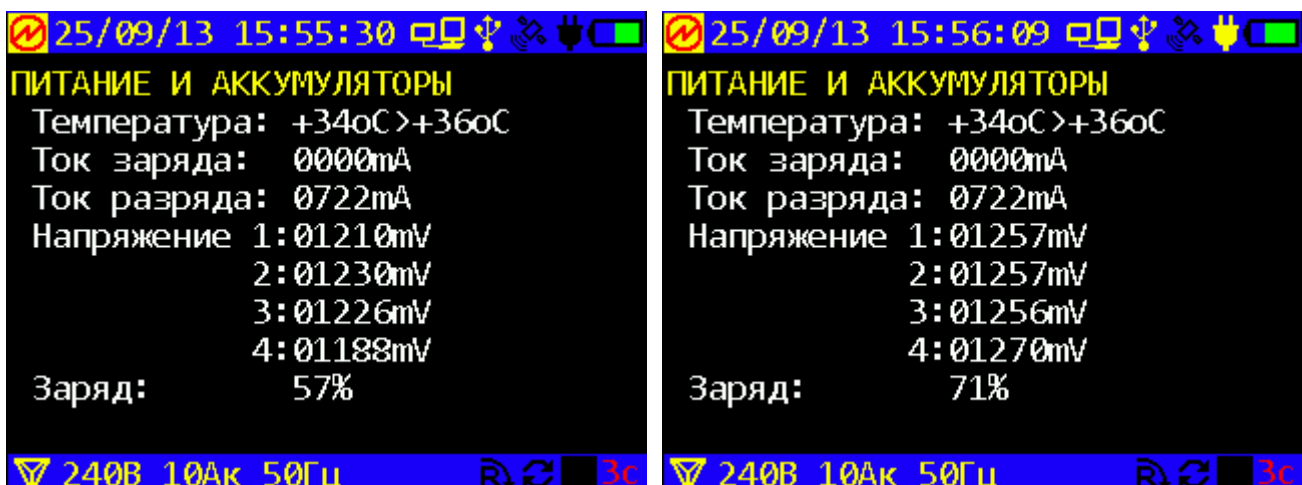 25/09/13 15:55:30
ПИТАНИЕ И АККУМУЛЯТОРЫ
Температура: +34oC>+36oC
Ток заряда: 0000mA
Ток разряда: 0722mA
Напряжение 1:01210mV
2:01230mV
3:01226mV
4:01188mV
Заряд: 57%
240В 10Ак 50Гц R 3с
25/09/13 15:56:09
ПИТАНИЕ И АККУМУЛЯТОРЫ
Температура: +34oC>+36oC
Ток заряда: 0000mA
Ток разряда: 0722mA
Напряжение 1:01257mV
2:01257mV
3:01256mV
4:01270mV
Заряд: 71%
240В 10Ак 50Гц R 3с